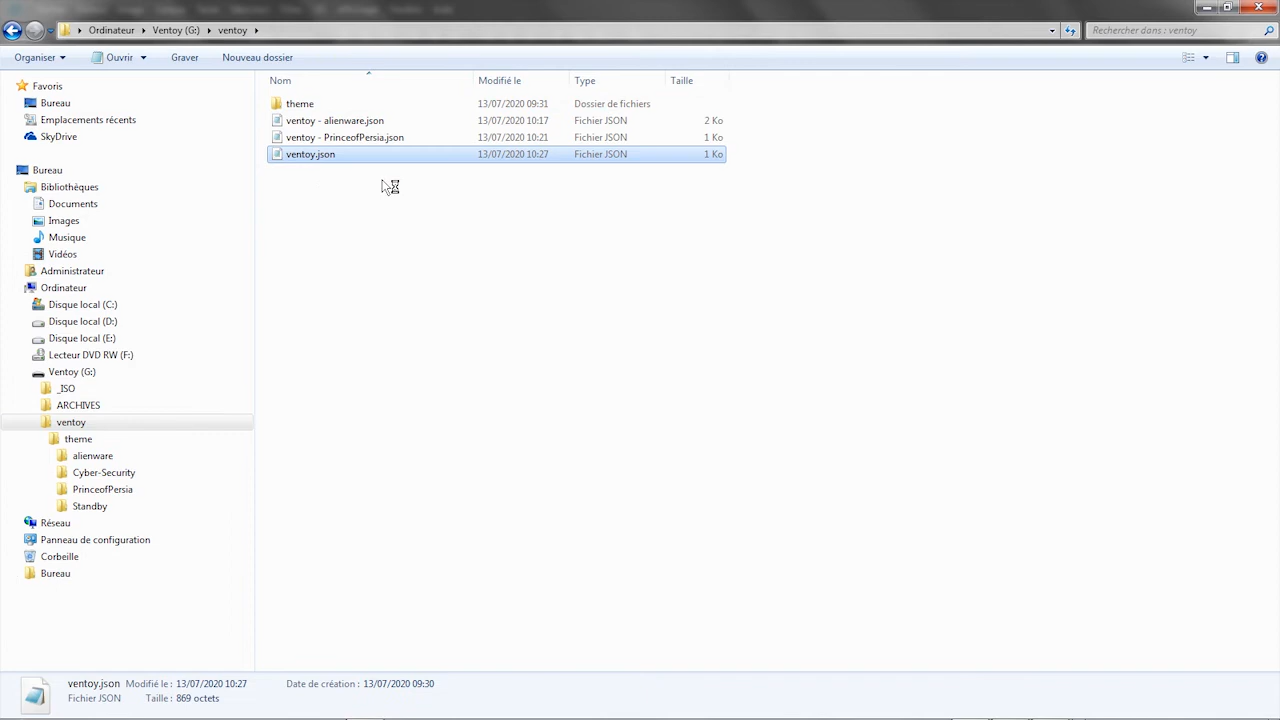 Ordinateur Ventoy (G:) ventoy Rechercher dans : ventoy
Organiser Ouvrir Graver Nouveau dossier
Nom Modifié le Type Taille
theme 13/07/2020 09:31 Dossier de fichiers
ventoy - alienware.json 13/07/2020 10:17 Fichier JSON 2 Ko
ventoy - PrinceofPersia.json 13/07/2020 10:21 Fichier JSON 1 Ko
ventoy.json 13/07/2020 10:27 Fichier JSON 1 Ko
Favoris
Bureau
Emplacements récents
SkyDrive
Bureau
Bibliothèques
Documents
Images
Musique
Vidéos
Administrateur
Ordinateur
Disque local (C:)
Disque local (D:)
Disque local (E:)
Lecteur DVD RW (F:)
Ventoy (G:)
_ISO
ARCHIVES
ventoy
theme
alienware
Cyber-Security
PrinceofPersia
Standby
Réseau
Panneau de configuration
Corbeille
Bureau
ventoy.json Modifié le : 13/07/2020 10:27 Date de création : 13/07/2020 09:30
Fichier JSON Taille : 869 octets